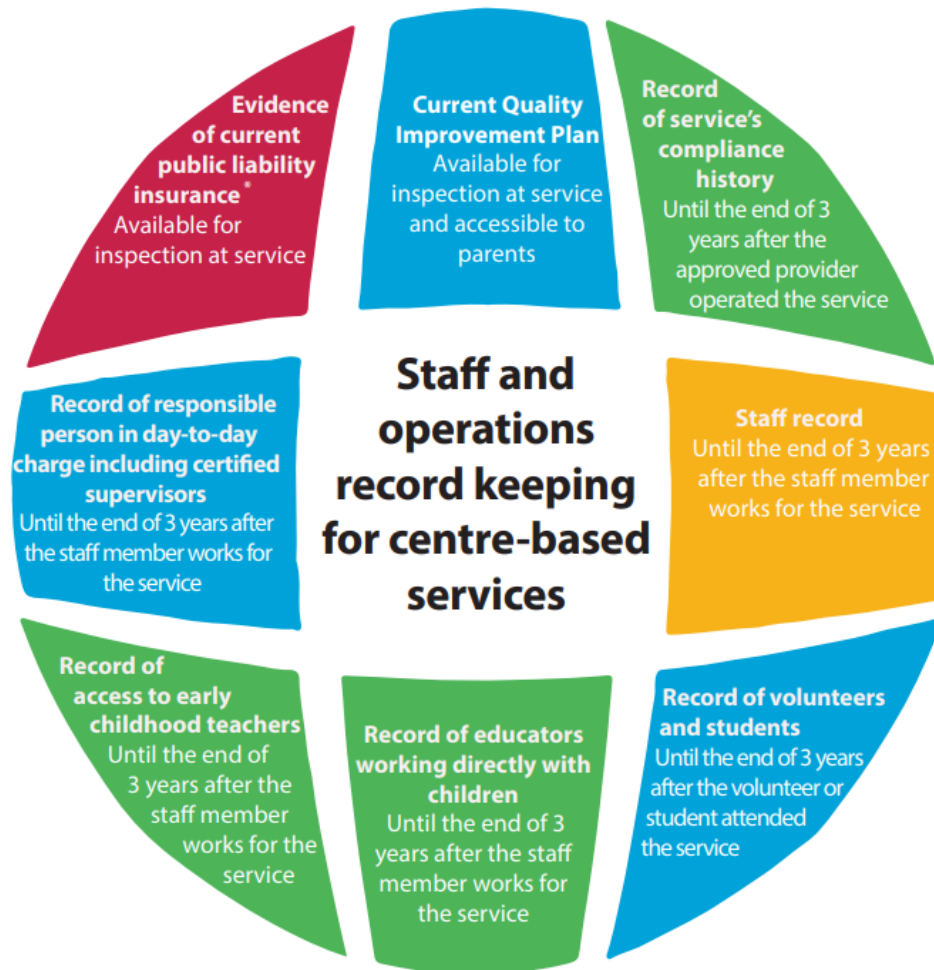 Evidence
of current
public liability
insurance*
Available for
inspection at service
Current Quality
Improvement Plan
Available for
inspection at service
and accessible to
parents
Record
of service's
compliance
history
Until the end of 3
years after the
approved provider
operated the service
Record of responsible
person in day-to-day
charge including certified
supervisors
Until the end of 3 years after
the staff member works for
the service
Staff and
operations
record keeping
for centre-based
services
Staff record
Until the end of 3 years
after the staff member
works for the service
Record of
access to early
childhood teachers
Until the end of
3 years after the
staff member
works for the
service
Record of educators
working directly with
children
Until the end of 3
years after the staff
member works for
the service
Record of volunteers
and students
Until the end of 3 years
after the volunteer or
student attended
the service